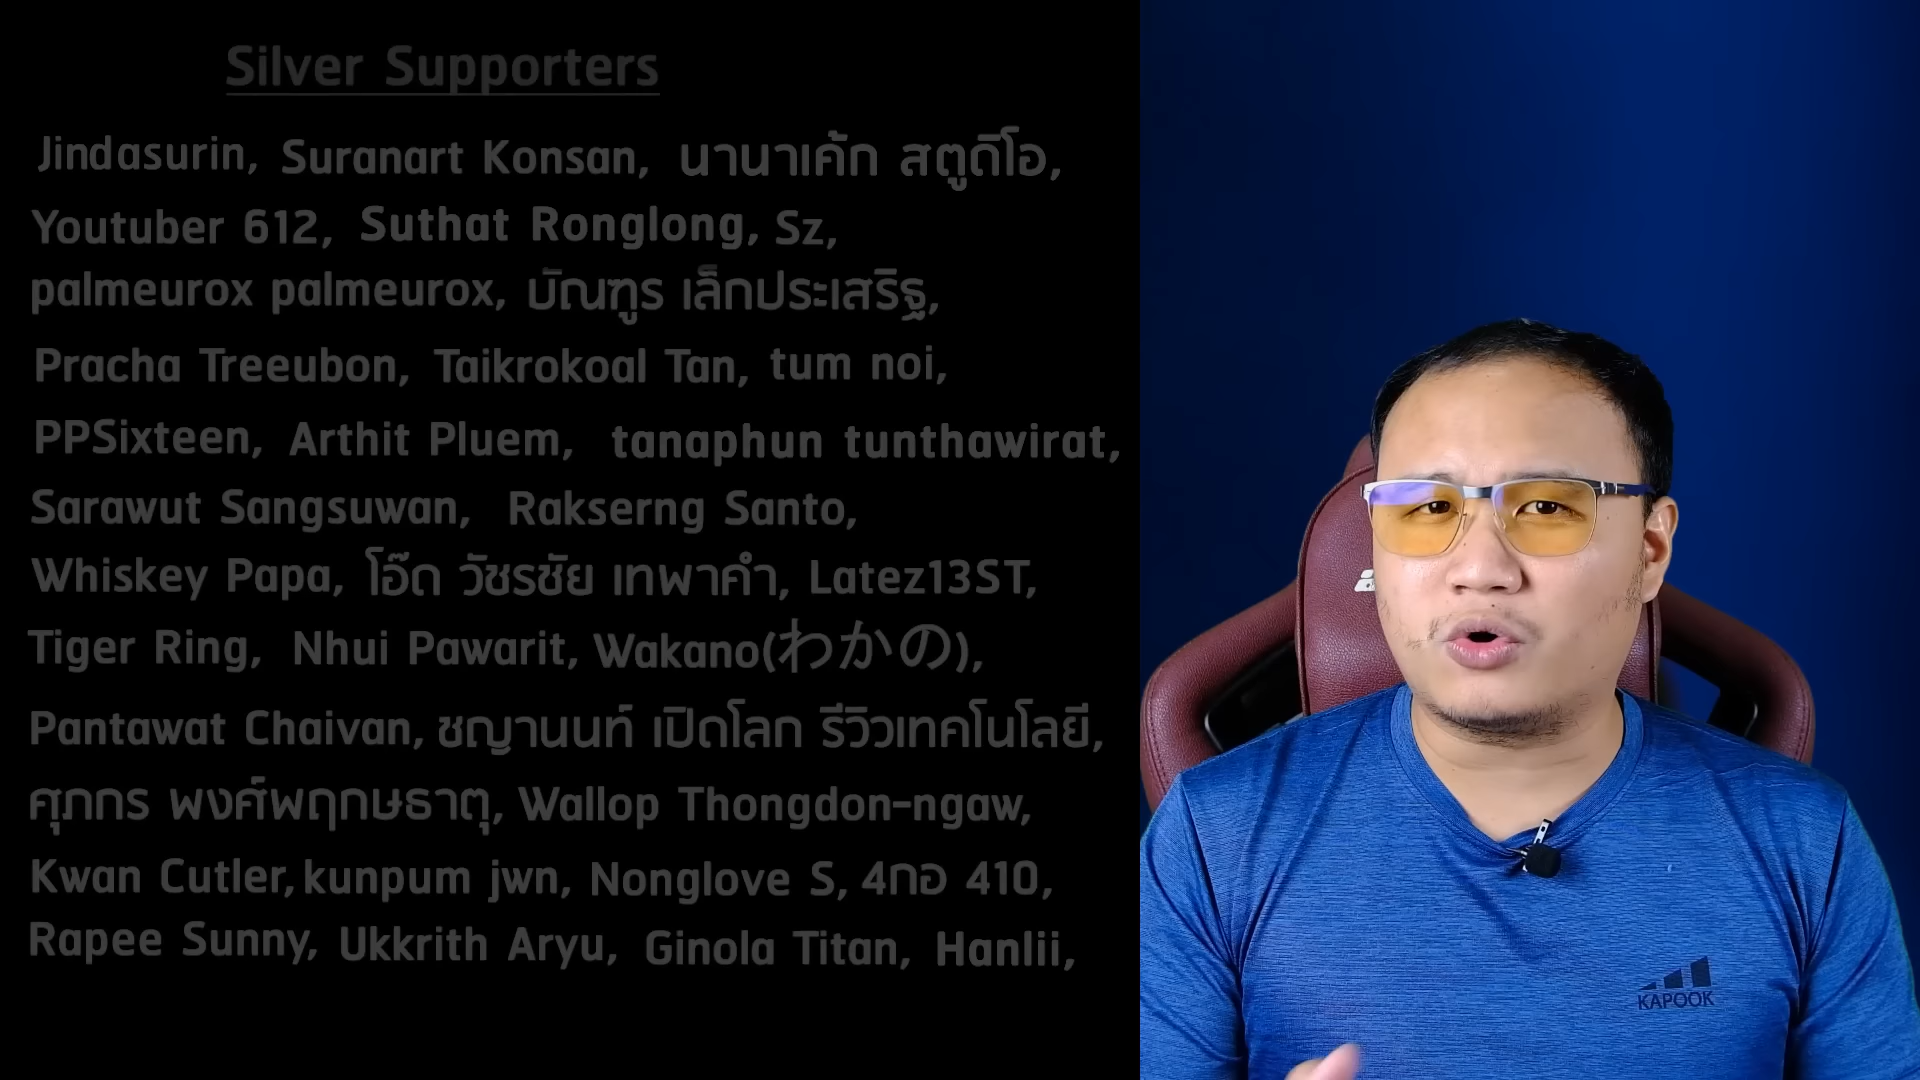 Silver Supporters
Jindasurin, Suranart Konsan, นานาเค้ก สตูดิโอ,
Youtuber 612, Suthat Ronglong, Sz,
palmeurox palmeurox, บัณฑูร เล็กประเสริฐ,
Pracha Treeubon, Taikrokoal Tan, tum noi,
PPSixteen, Arthit Pluem, tanaphun tunthawirat,
Sarawut Sangsuwan, Rakserng Santo,
Whiskey Papa, โอ๊ต วัชรชัย เทพาคำ, Latez13ST,
Tiger Ring, Nhui Pawarit, Wakano(わかの),
Pantawat Chaivan, ชญานนท์ เปิดโลก รีวิวเทคโนโลยี,
ศุภกร พงศ์พฤกษธาตุ, Wallop Thongdon-ngaw,
Kwan Cutler, kunpum jwn, Nonglove S, 4กอ 410,
Rapee Sunny, Ukkrith Aryu, Ginola Titan, Hanlii,
KAPOOK